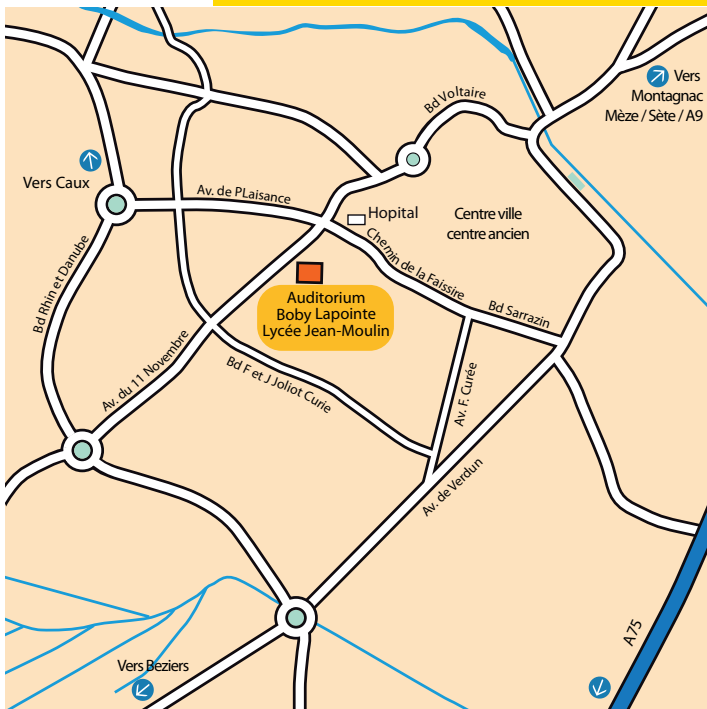 Vers
Montagnac
Mèze / Sète / A9
Bd Voltaire
Vers Caux
Av. de PLaisance
Hopital
Centre ville
centre ancien
Chemin de la Faissire
Bd Rhin et Danube
Auditorium
Boby Lapointe
Lycée Jean-Moulin
Bd Sarrazin
Av. du 11 Novembre
Bd F et J Joliot Curie
Av. F. Curée
Av. de Verdun
A 75
Vers Beziers